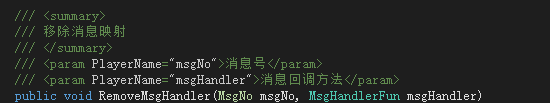 /// <summary>
/// 移除消息映射
/// </summary>
/// <param PlayerName="msgNo">消息号</param>
/// <param PlayerName="msgHandler">消息回调方法</param>
public void RemoveMsgHandler(MsgNo msgNo, MsgHandlerFun msgHandler)